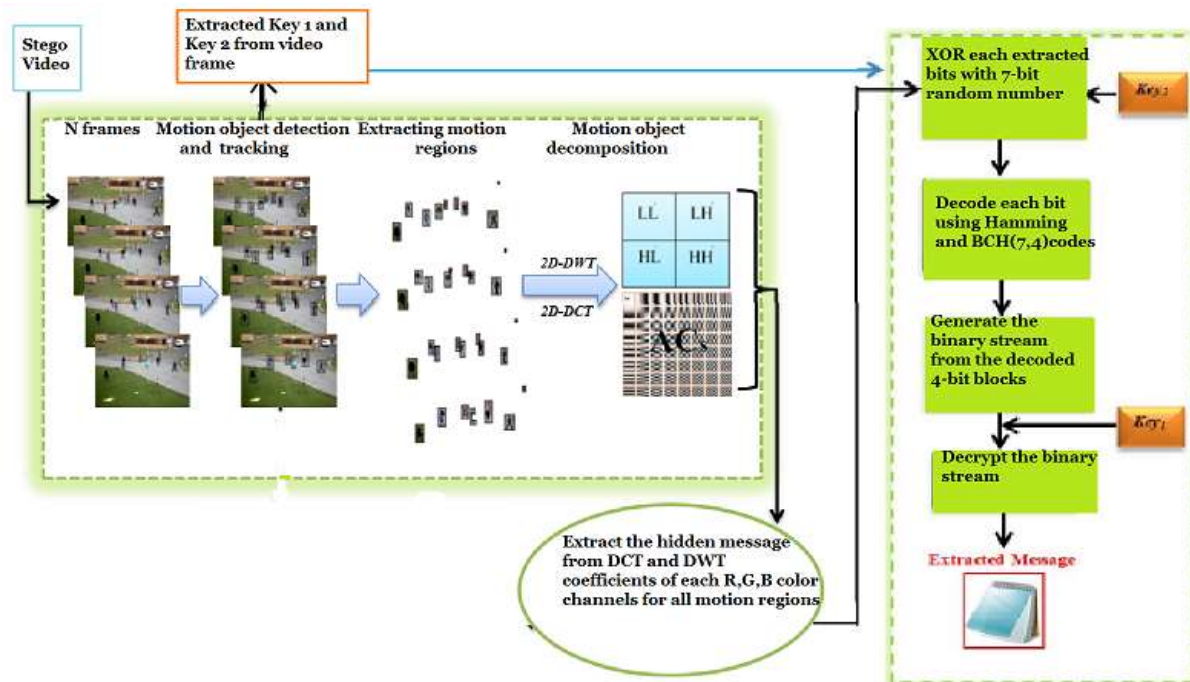 Stego
Video
Extracted Key 1 and
Key 2 from video
frame
N frames
Motion object detection
and tracking
Extracting motion
regions
Motion object
decomposition
2D-DWT
2D-DCT
LL
LH
HL
HH
ACs
Extract the hidden message
from DCT and DWT
coefficients of each R,G,B color
channels for all motion regions
XOR each extracted
bits with 7-bit
random number
Key2
Decode each bit
using Hamming
and BCH(7,4)codes
Generate the
binary stream
from the decoded
4-bit blocks
Key1
Decrypt the binary
stream
Extracted Message